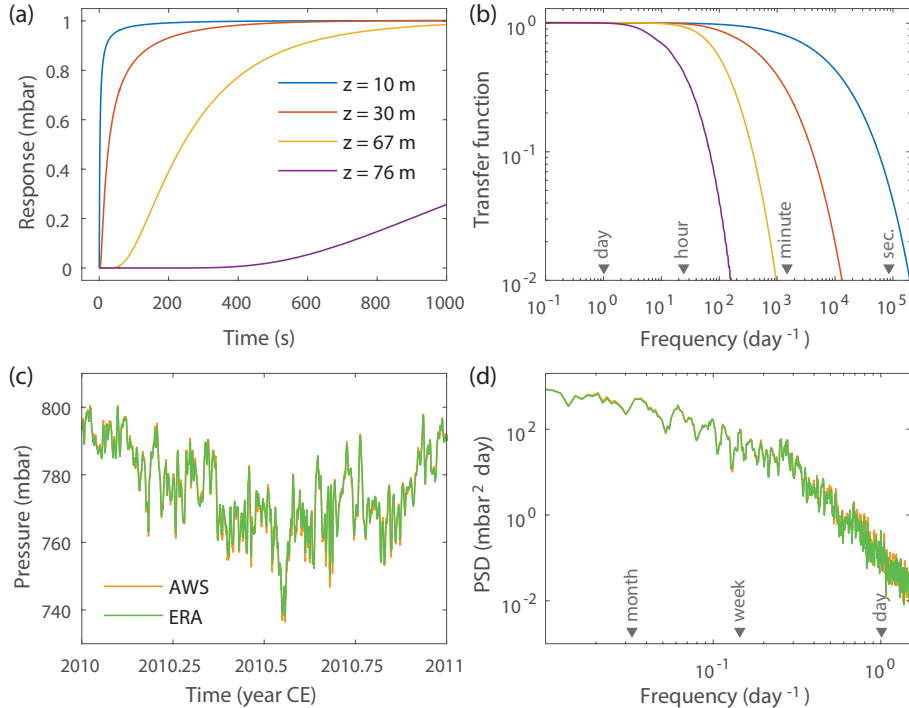 (a)
Response (mbar)
1
0.8
0.6
0.4
0.2
0
z = 10 m
z = 30 m
z = 67 m
z = 76 m
0 200 400 600 800 1000
Time (s)
(b)
Transfer function
10^0
10^-1
10^-2
day
hour
minute
sec.
10^-1 10^0 10^1 10^2 10^3 10^4 10^5
Frequency (day^-1)
(c)
Pressure (mbar)
800
780
760
740
AWS
ERA
2010 2010.25 2010.5 2010.75 2011
Time (year CE)
(d)
PSD (mbar^2 day)
10^2
10^0
10^-2
month
week
day
10^-1 10^0
Frequency (day^-1)